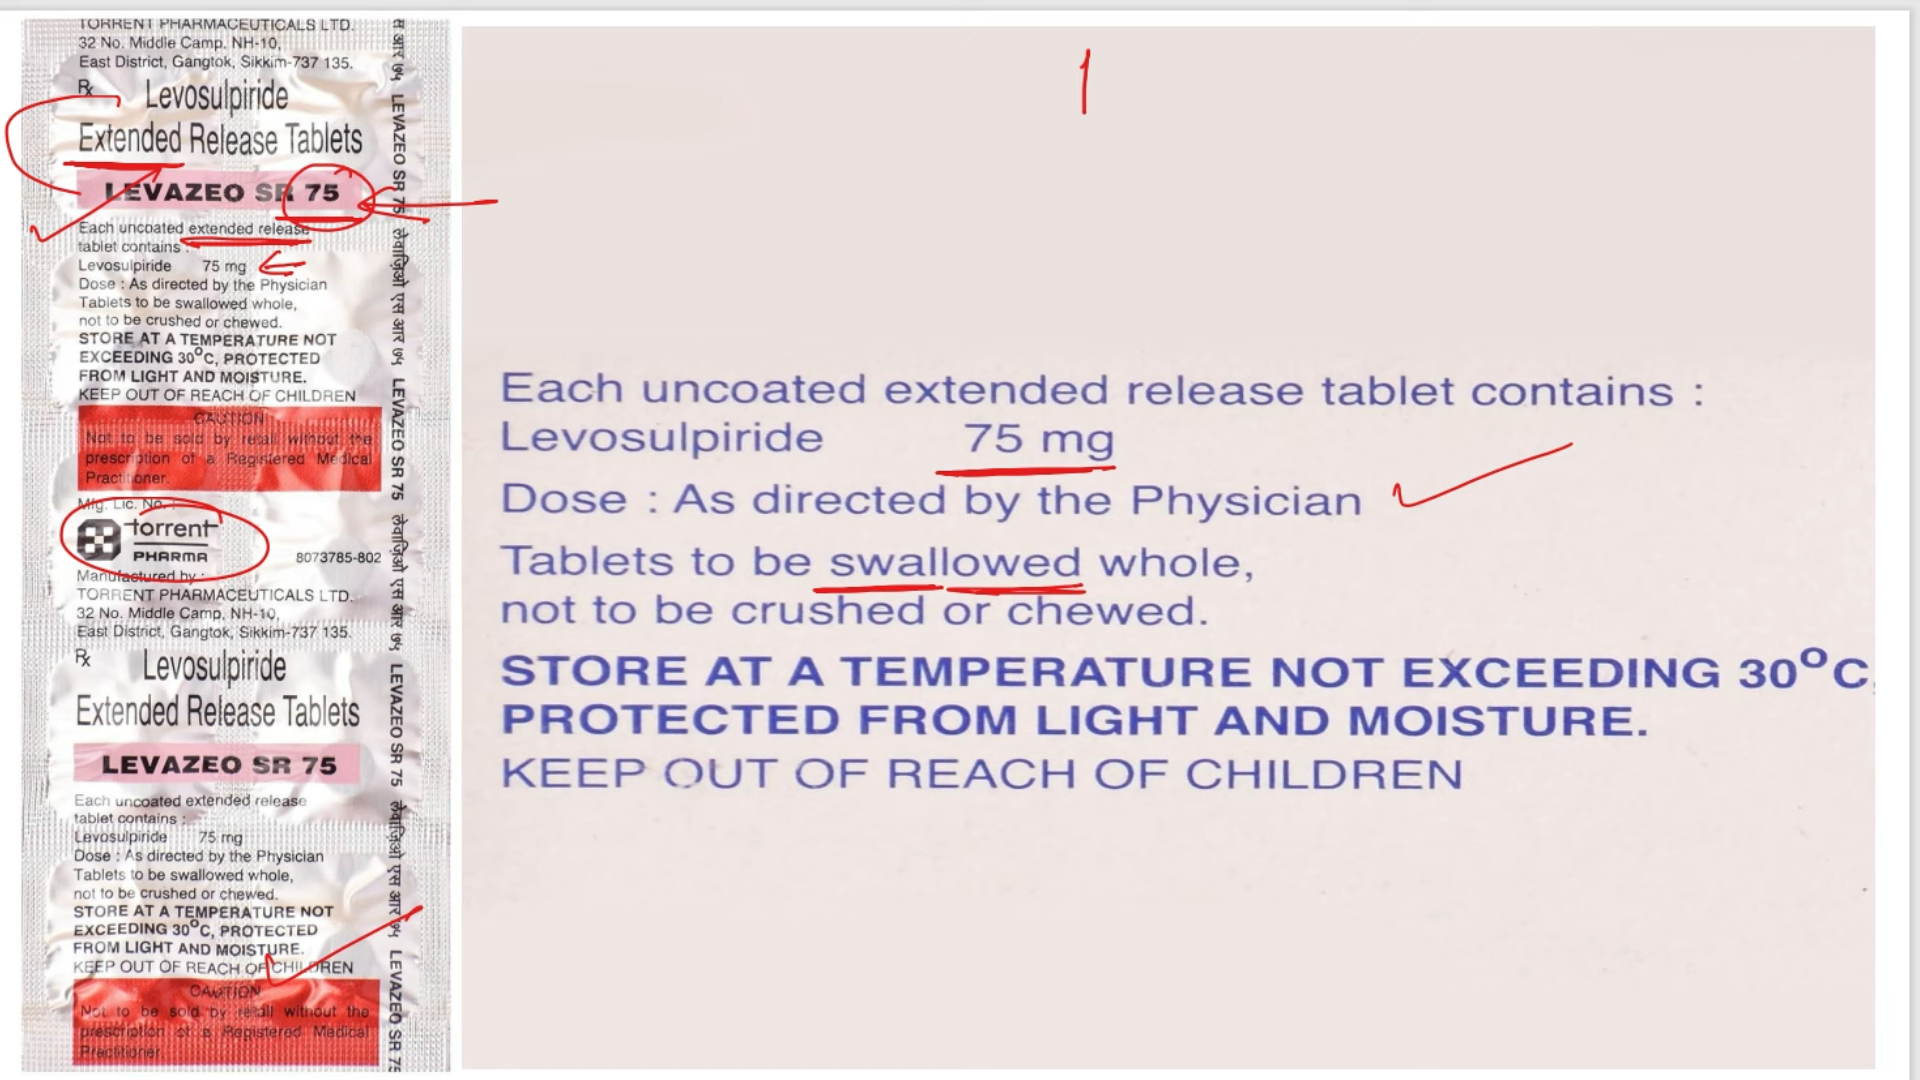 TORRENT PHARMACEUTICALS LTD.
32 No. Middle Camp, NH-10,
East District, Gangtok, Sikkim-737 135.
Rx Levosulpiride
Extended Release Tablets
LEVAZEO SR 75
Each uncoated extended release
tablet contains :
Levosulpiride 75 mg
Dose : As directed by the Physician
Tablets to be swallowed whole,
not to be crushed or chewed.
STORE AT A TEMPERATURE NOT
EXCEEDING 30°C, PROTECTED
FROM LIGHT AND MOISTURE.
KEEP OUT OF REACH OF CHILDREN
CAUTION
Not to be sold by retail without the
prescription of a Registered Medical
Practitioner.
Mfg. Lic. No. :
torrent
PHARMA
8073785-802
Manufactured by :
TORRENT PHARMACEUTICALS LTD.
32 No. Middle Camp, NH-10,
East District, Gangtok, Sikkim-737 135.
Rx Levosulpiride
Extended Release Tablets
LEVAZEO SR 75
Each uncoated extended release
tablet contains :
Levosulpiride 75 mg
Dose : As directed by the Physician
Tablets to be swallowed whole,
not to be crushed or chewed.
STORE AT A TEMPERATURE NOT
EXCEEDING 30°C, PROTECTED
FROM LIGHT AND MOISTURE.
KEEP OUT OF REACH OF CHILDREN
CAUTION
Not to be sold by retail without the
prescription of a Registered Medical
Practitioner.
आर ७५ LEVAZEO SR 75 लेवाज़िओ एस आर ७५ LEVAZEO SR 75 लेवाज़िओ एस आर ७५ LEVAZEO SR 75 लेवाज़िओ एस आर ७५ LEVAZEO SR 75
1
Each uncoated extended release tablet contains :
Levosulpiride 75 mg
Dose : As directed by the Physician
Tablets to be swallowed whole,
not to be crushed or chewed.
STORE AT A TEMPERATURE NOT EXCEEDING 30°C,
PROTECTED FROM LIGHT AND MOISTURE.
KEEP OUT OF REACH OF CHILDREN